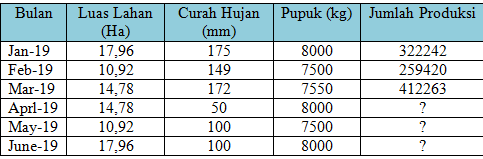 Bulan Luas Lahan (Ha) Curah Hujan (mm) Pupuk (kg) Jumlah Produksi
Jan-19 17,96 175 8000 322242
Feb-19 10,92 149 7500 259420
Mar-19 14,78 172 7550 412263
Aprl-19 14,78 50 8000 ?
May-19 10,92 100 7500 ?
June-19 17,96 100 8000 ?